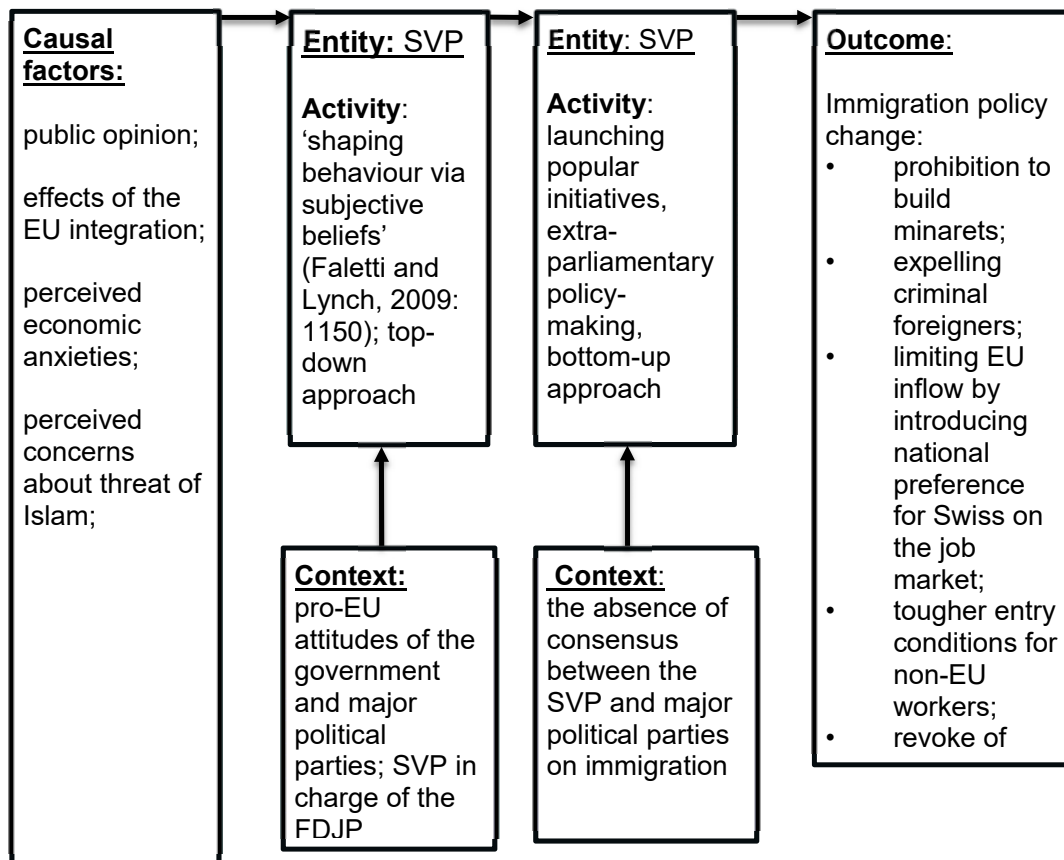 Causal
factors:
public opinion;
effects of the
EU integration;
perceived
economic
anxieties;
perceived
concerns
about threat of
Islam;
Entity: SVP
Activity:
‘shaping
behaviour via
subjective
beliefs’
(Faletti and
Lynch, 2009:
1150); top-
down
approach
Entity: SVP
Activity:
launching
popular
initiatives,
extra-
parliamentary
policy-
making,
bottom-up
approach
Outcome:
Immigration policy
change:
• prohibition to
build
minarets;
• expelling
criminal
foreigners;
• limiting EU
inflow by
introducing
national
preference
for Swiss on
the job
market;
• tougher entry
conditions for
non-EU
workers;
• revoke of
Context:
pro-EU
attitudes of the
government
and major
political
parties; SVP in
charge of the
FDJP
Context:
the absence of
consensus
between the
SVP and major
political parties
on immigration